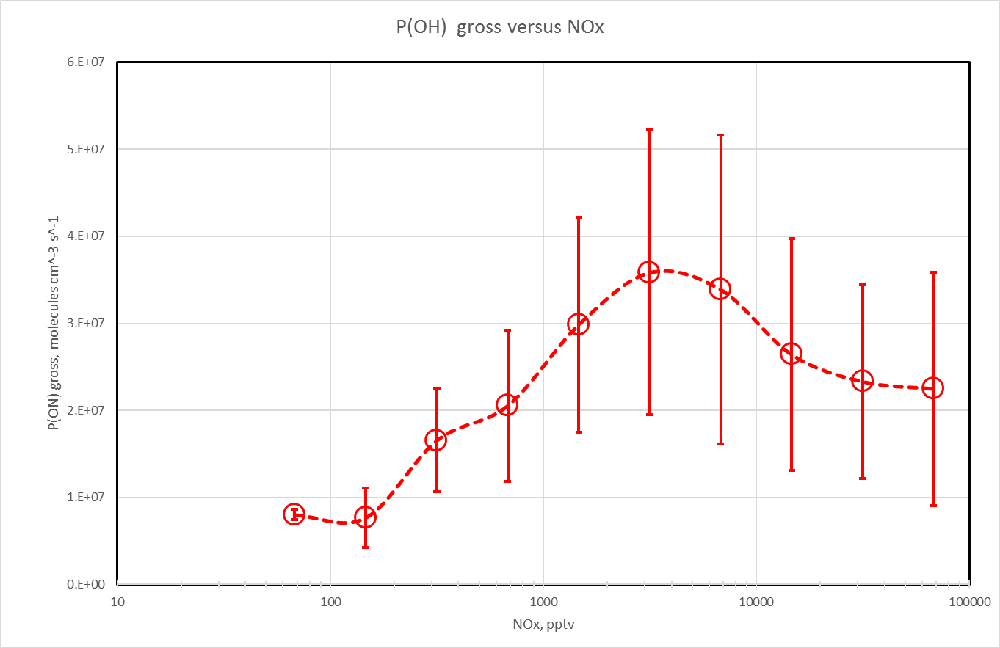 P(OH) gross versus NOx
6.E+07
5.E+07
4.E+07
3.E+07
2.E+07
1.E+07
0.E+00
P(ON) gross, molecules cm^-3 s^-1
10 100 1000 10000 100000
NOx, pptv